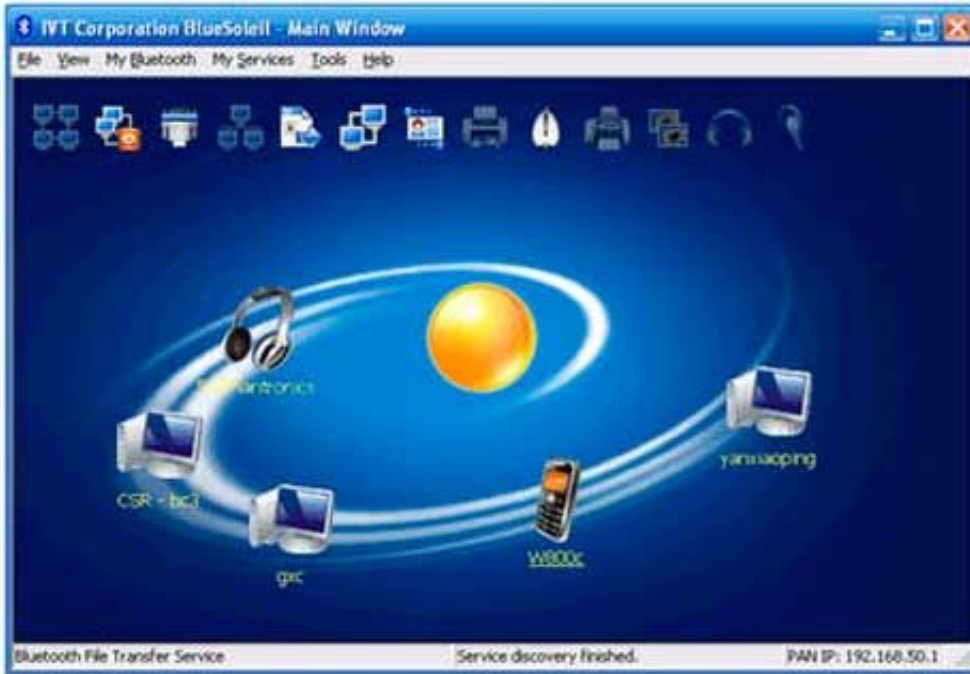 IVT Corporation BlueSoleil - Main Window
File View My Bluetooth My Services Tools Help
CSR - bc3
gxc
W800c
yanxiaoping
Bluetooth File Transfer Service Service discovery finished. PAN IP: 192.168.50.1